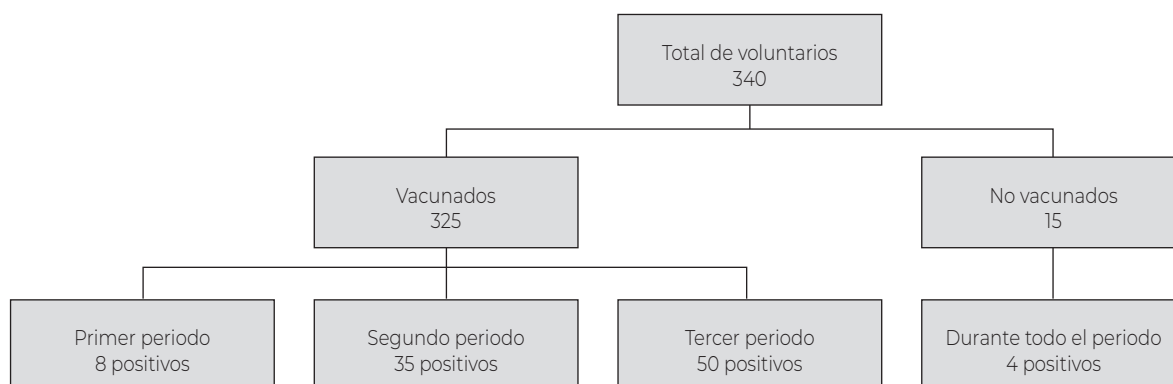 Total de voluntarios
340
Vacunados
325
No vacunados
15
Primer periodo
8 positivos
Segundo periodo
35 positivos
Tercer periodo
50 positivos
Durante todo el periodo
4 positivos